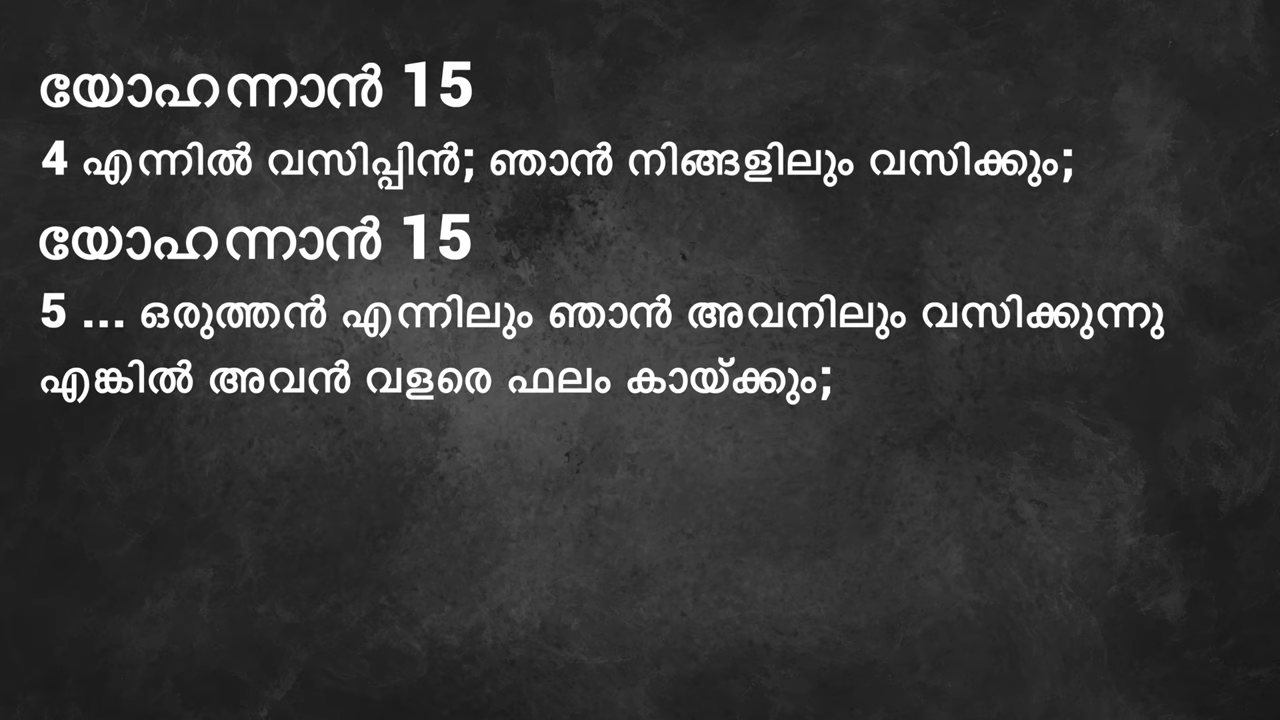 യോഹന്നാൻ 15
4 എന്നിൽ വസിപ്പിൻ; ഞാൻ നിങ്ങളിലും വസിക്കും;
യോഹന്നാൻ 15
5 ... ഒരുത്തൻ എന്നിലും ഞാൻ അവനിലും വസിക്കുന്നു
എങ്കിൽ അവൻ വളരെ ഫലം കായ്ക്കും;